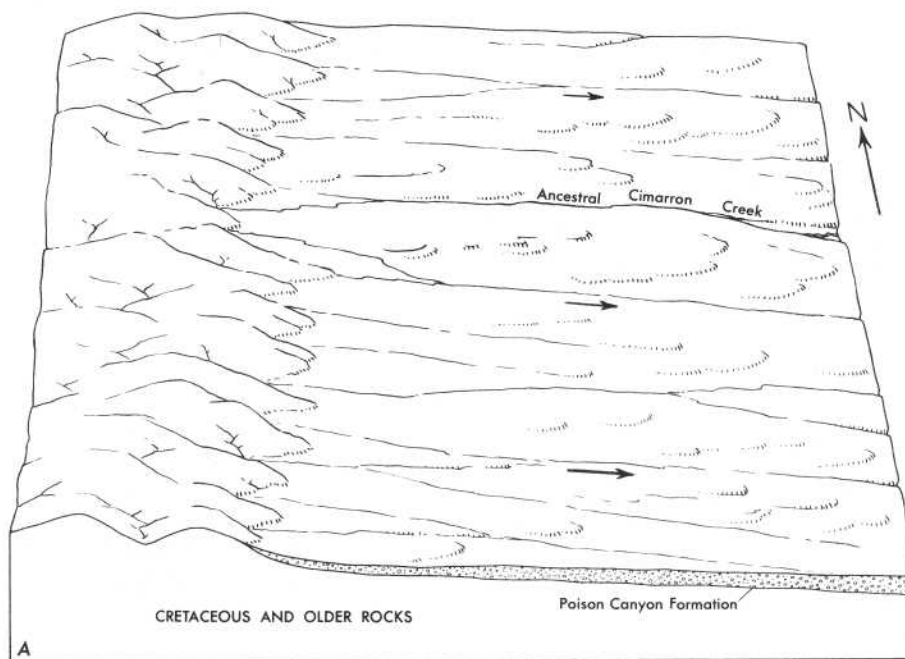 N
Ancestral Cimarron Creek
Poison Canyon Formation
CRETACEOUS AND OLDER ROCKS
A